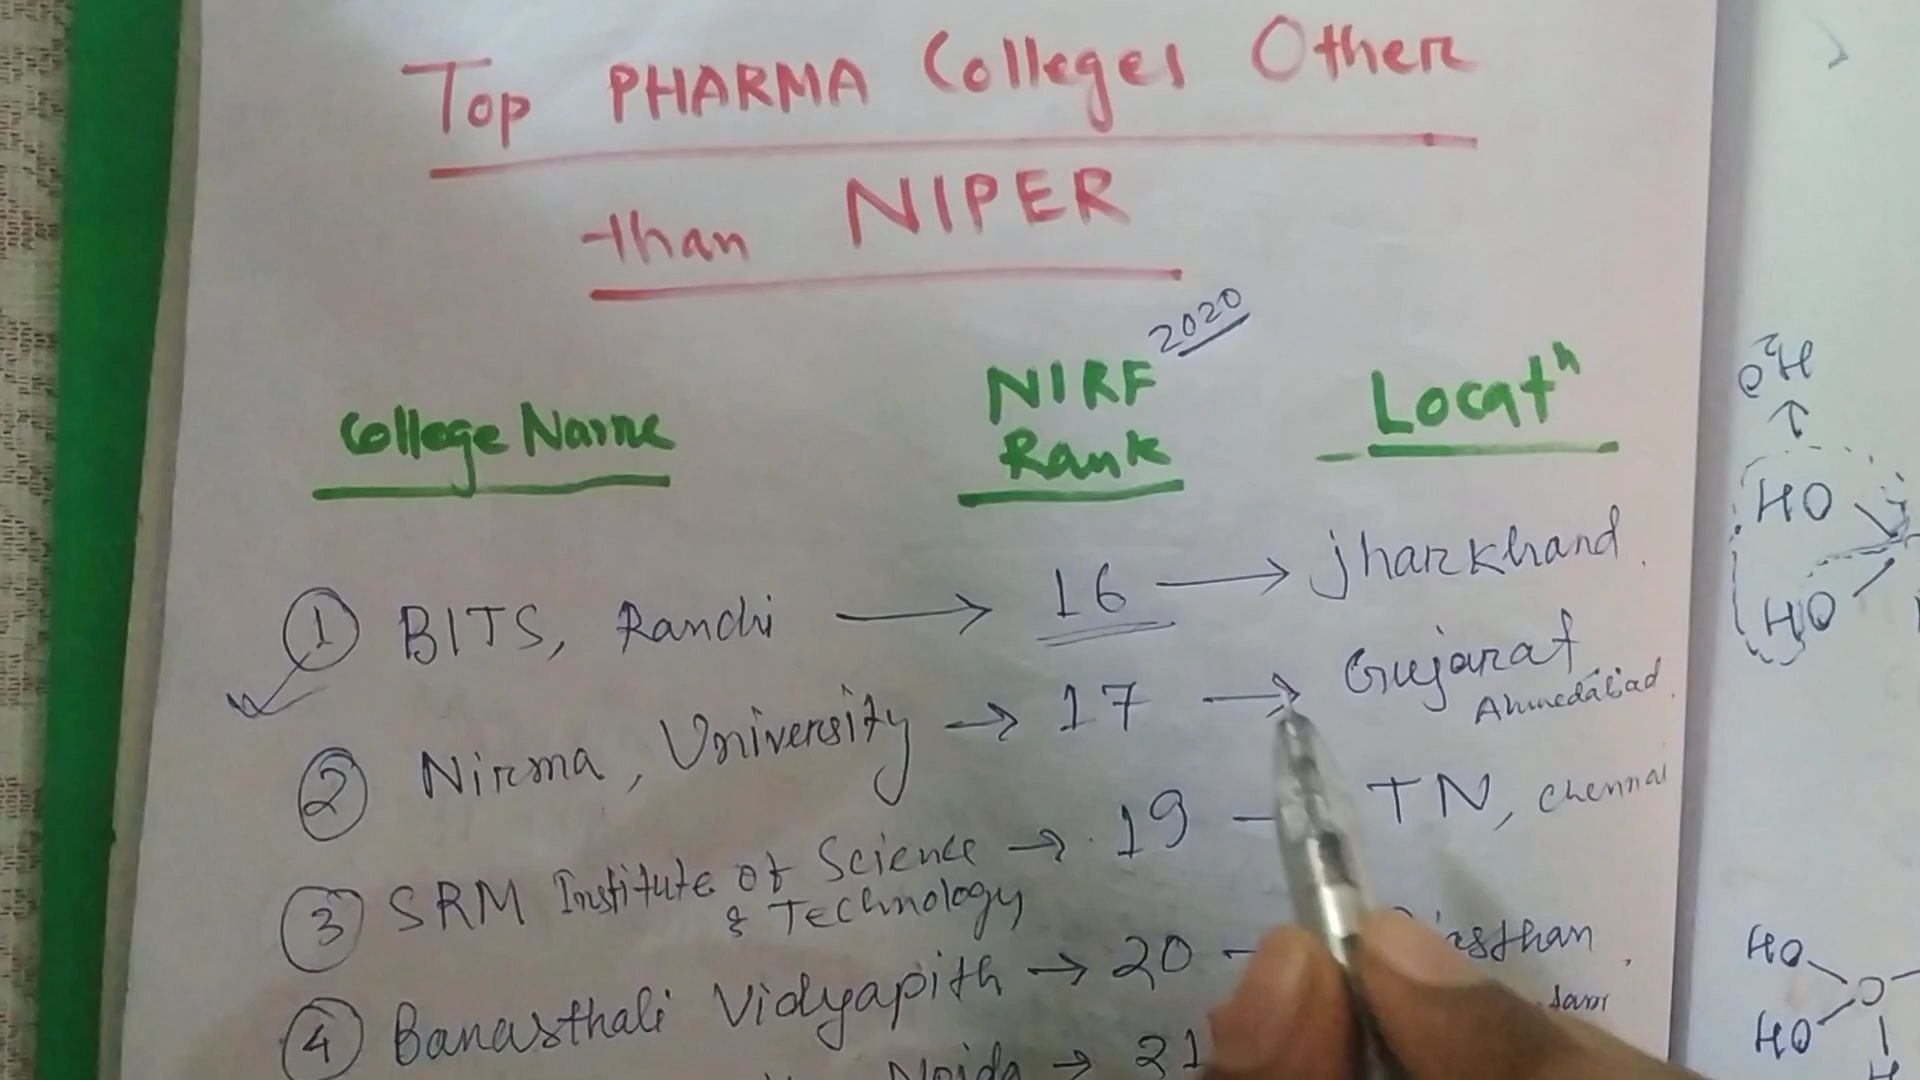 Top PHARMA Colleges Other
than NIPER
2020
College Name NIRF Rank Locatⁿ
① BITS, Ranchi → 16 → Jharkhand.
② Nirma, University → 17 → Gujarat Ahmedabad.
③ SRM Institute of Science → 19 – TN, Chennai
& Technology
④ Banasthali Vidyapith → 20 –
Noida → 21
H₂O
HO
HO
HO
HO
O
H